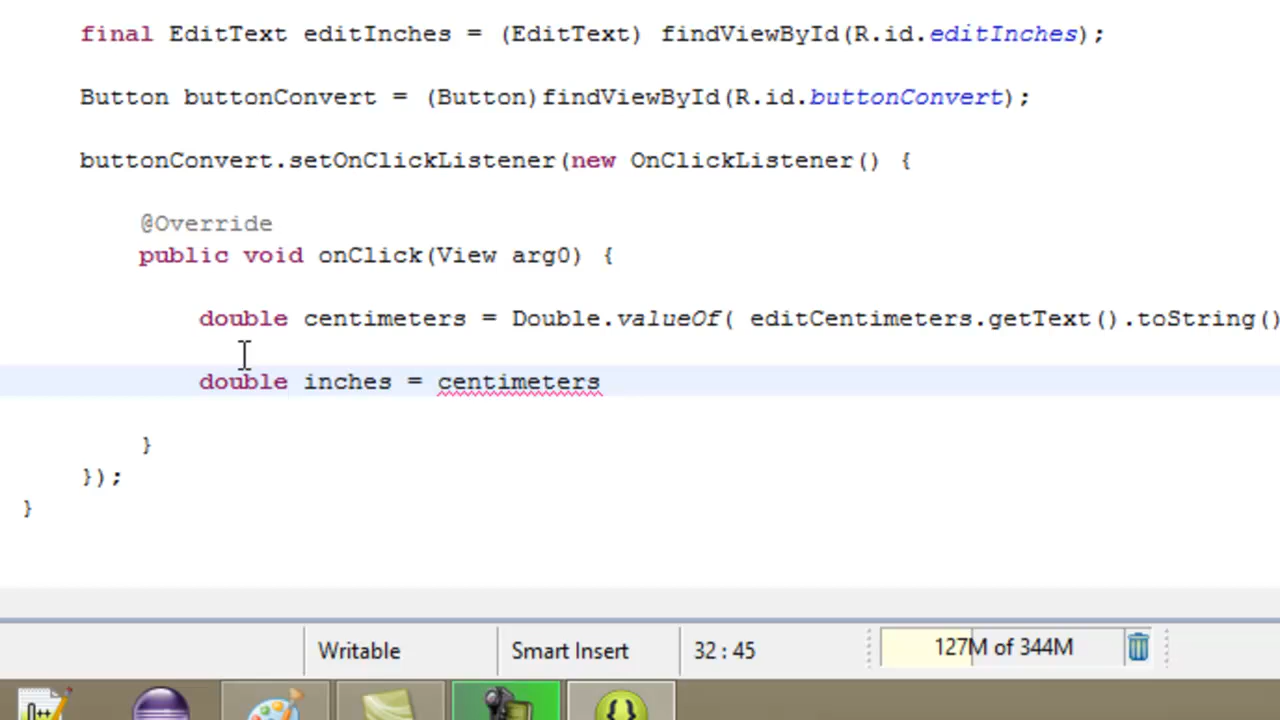 final EditText editInches = (EditText) findViewById(R.id.editInches);
Button buttonConvert = (Button)findViewById(R.id.buttonConvert);
buttonConvert.setOnClickListener(new OnClickListener() {
@Override
public void onClick(View arg0) {
double centimeters = Double.valueOf( editCentimeters.getText().toString()
double inches = centimeters
}
});
}
Writable Smart Insert 32 : 45 127M of 344M